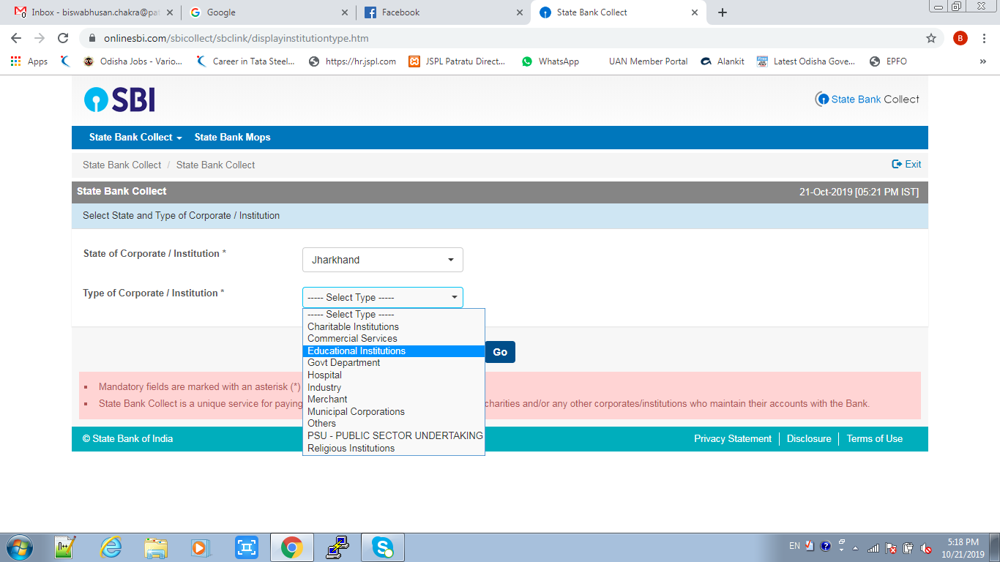 Inbox - biswabhusan.chakra@pat
Google
Facebook
State Bank Collect
onlinesbi.com/sbicollect/sbclink/displayinstitutiontype.htm
B
Apps
Odisha Jobs - Vario...
Career in Tata Steel...
https://hr.jspl.com
JSPL Patratu Direct...
WhatsApp
UAN Member Portal
Alankit
Latest Odisha Gove...
EPFO
»
SBI
State Bank Collect
State Bank Collect
State Bank Mops
State Bank Collect / State Bank Collect
Exit
State Bank Collect
21-Oct-2019 [05:21 PM IST]
Select State and Type of Corporate / Institution
State of Corporate / Institution *
Jharkhand
Type of Corporate / Institution *
----- Select Type -----
----- Select Type -----
Charitable Institutions
Commercial Services
Educational Institutions
Govt Department
Hospital
Industry
Merchant
Municipal Corporations
Others
PSU - PUBLIC SECTOR UNDERTAKING
Religious Institutions
Go
Mandatory fields are marked with an asterisk (*)
State Bank Collect is a unique service for paying charities and/or any other corporates/institutions who maintain their accounts with the Bank.
© State Bank of India
Privacy Statement
Disclosure
Terms of Use
EN
5:18 PM
10/21/2019